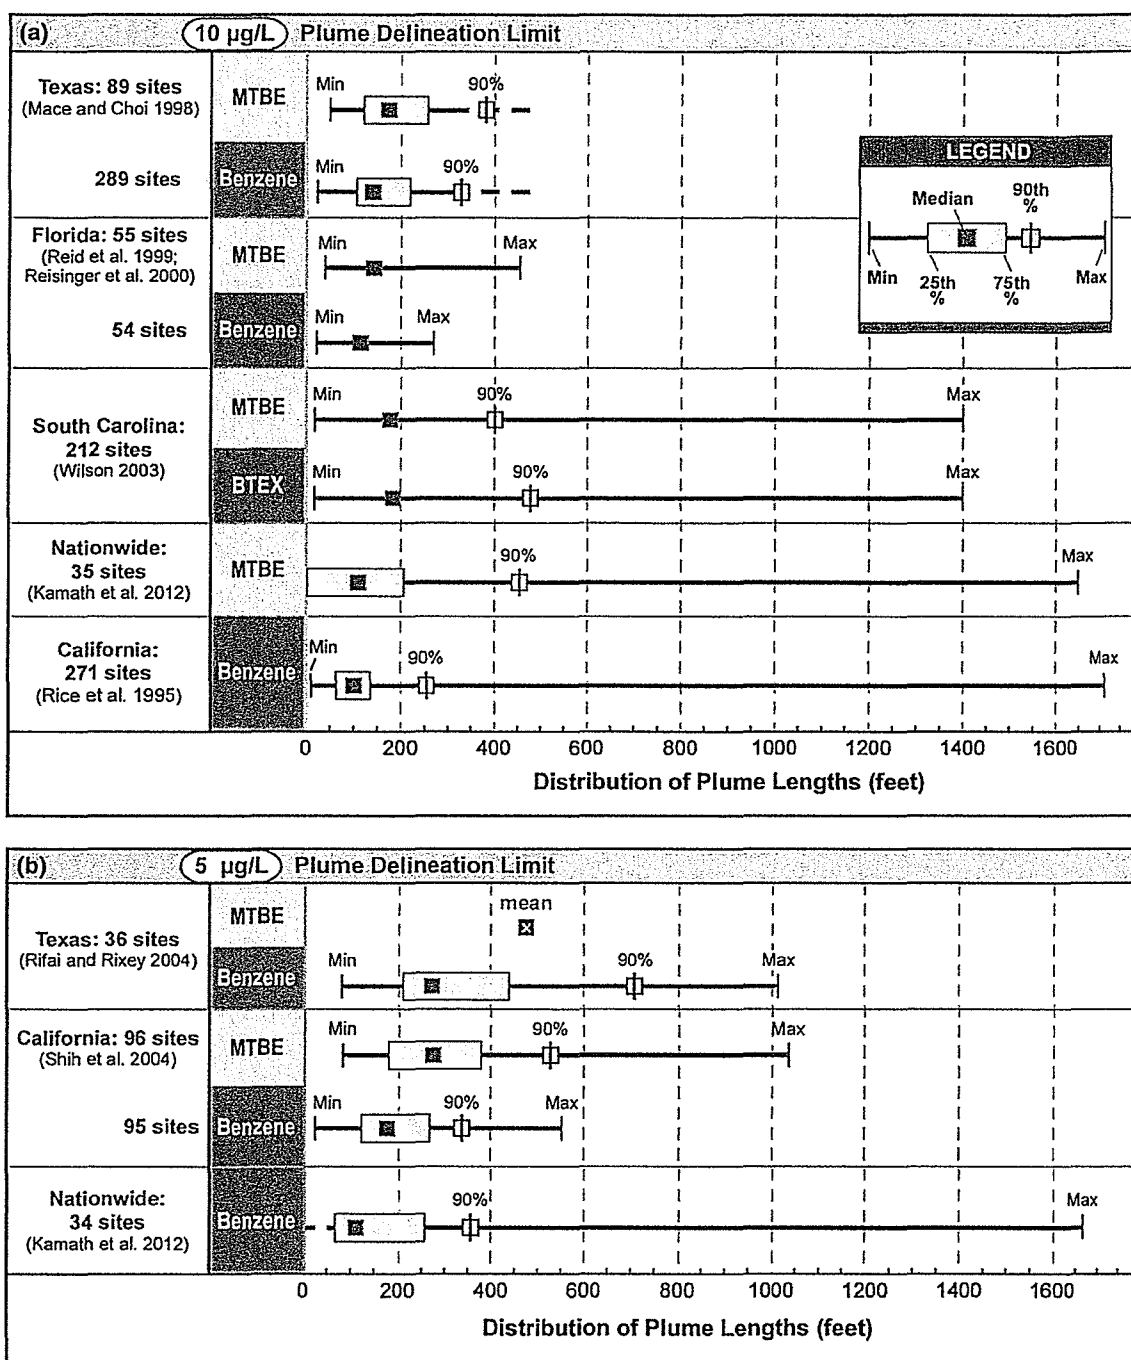 (a) 10 µg/L Plume Delineation Limit
Texas: 89 sites
(Mace and Choi 1998)
MTBE
Min
90%
289 sites
Benzene
Min
90%
LEGEND
Median
90th
%
Min
25th
%
75th
%
Max
Florida: 55 sites
(Reid et al. 1999;
Reisinger et al. 2000)
MTBE
Min
Max
54 sites
Benzene
Min
Max
South Carolina:
212 sites
(Wilson 2003)
MTBE
Min
90%
Max
BTEX
Min
90%
Max
Nationwide:
35 sites
(Kamath et al. 2012)
MTBE
90%
Max
California:
271 sites
(Rice et al. 1995)
Benzene
Min
90%
Max
0 200 400 600 800 1000 1200 1400 1600
Distribution of Plume Lengths (feet)
(b) 5 µg/L Plume Delineation Limit
Texas: 36 sites
(Rifai and Rixey 2004)
MTBE
mean
x
Benzene
Min
90%
Max
California: 96 sites
(Shih et al. 2004)
MTBE
Min
90%
Max
95 sites
Benzene
Min
90%
Max
Nationwide:
34 sites
(Kamath et al. 2012)
Benzene
90%
Max
0 200 400 600 800 1000 1200 1400 1600
Distribution of Plume Lengths (feet)